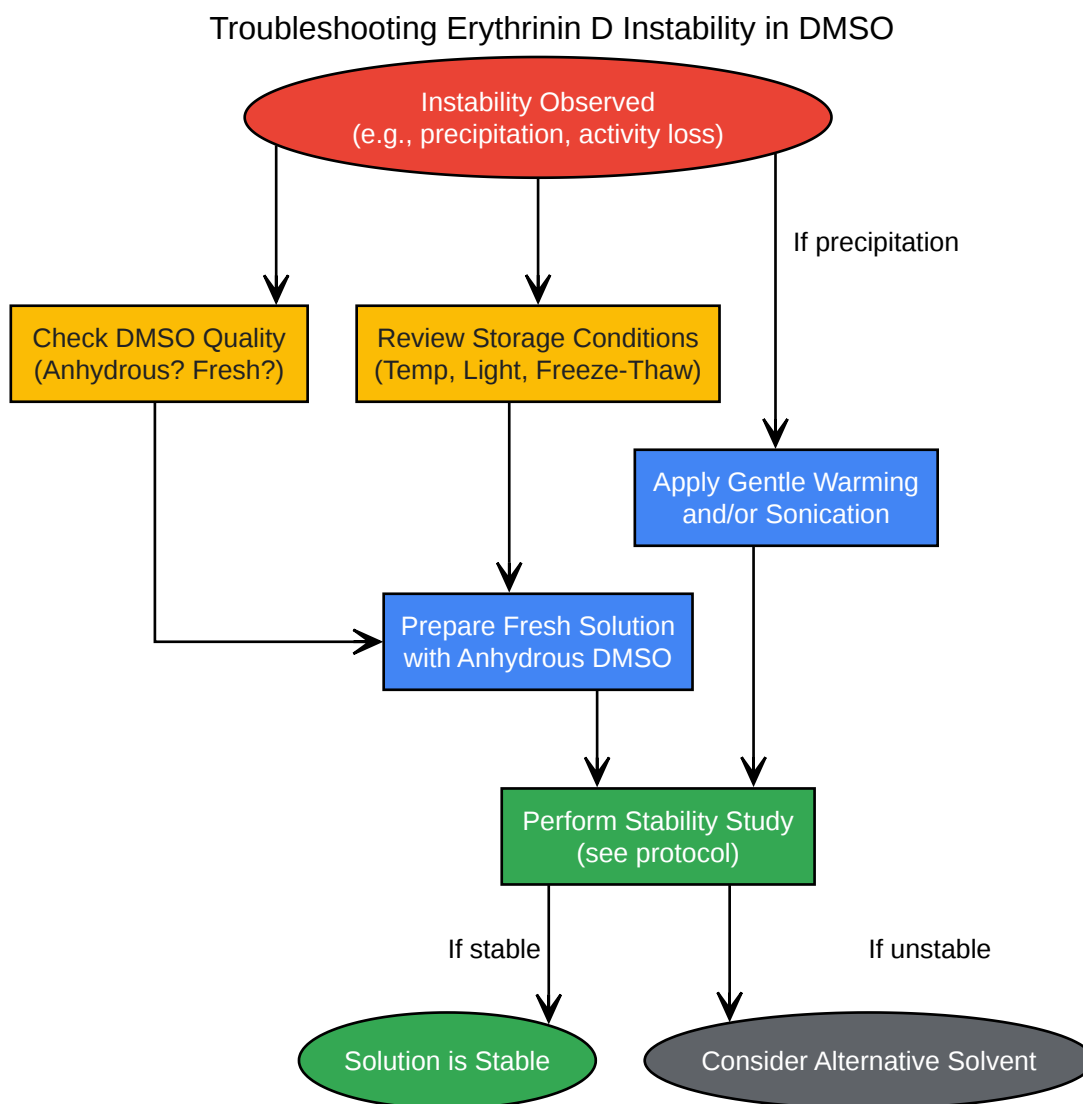 Troubleshooting Erythrinin D Instability in DMSO
Instability Observed
(e.g., precipitation, activity loss)
If precipitation
Check DMSO Quality
(Anhydrous? Fresh?)
Review Storage Conditions
(Temp, Light, Freeze-Thaw)
Apply Gentle Warming
and/or Sonication
Prepare Fresh Solution
with Anhydrous DMSO
Perform Stability Study
(see protocol)
If stable
If unstable
Solution is Stable
Consider Alternative Solvent